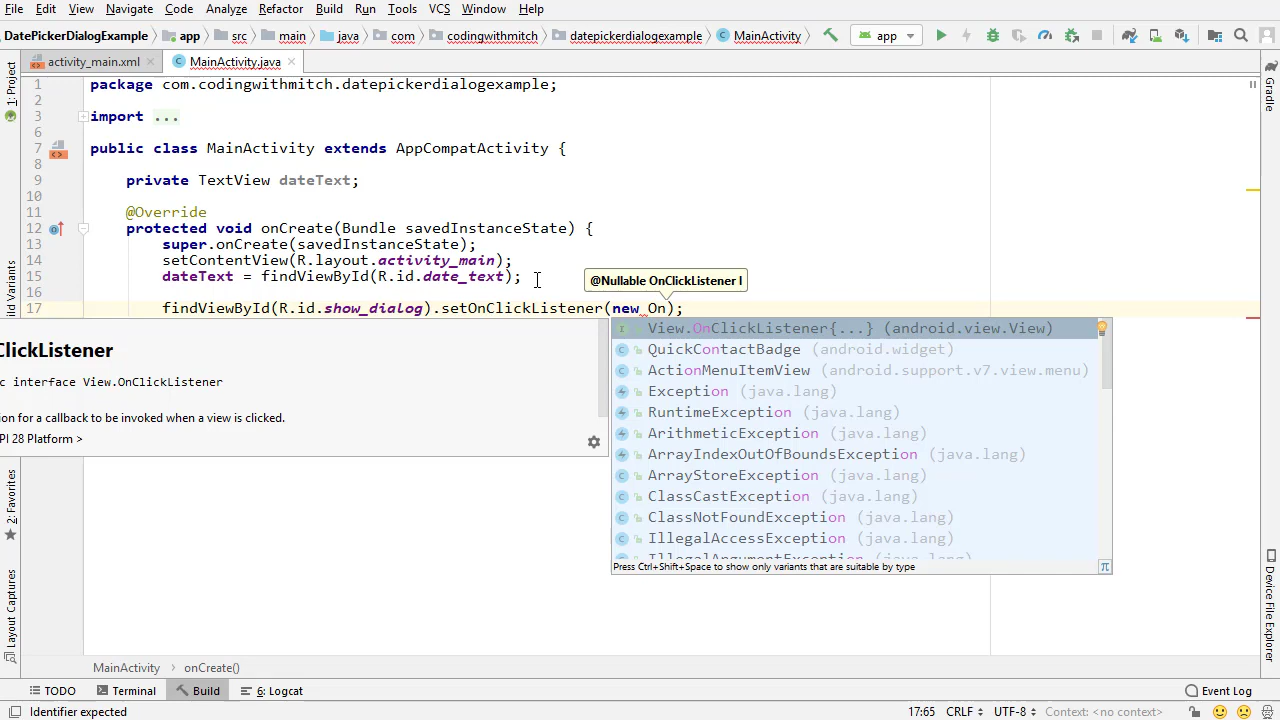 File Edit View Navigate Code Analyze Refactor Build Run Tools VCS Window Help
DatePickerDialogExample app src main java com codingwithmitch datepickerdialogexample MainActivity app
activity_main.xml MainActivity.java
1 package com.codingwithmitch.datepickerdialogexample;
2
3 import ...
6
7 public class MainActivity extends AppCompatActivity {
8
9 private TextView dateText;
10
11 @Override
12 protected void onCreate(Bundle savedInstanceState) {
13 super.onCreate(savedInstanceState);
14 setContentView(R.layout.activity_main);
15 dateText = findViewById(R.id.date_text);
@Nullable OnClickListener l
16
17 findViewById(R.id.show_dialog).setOnClickListener(new On);
View.OnClickListener{...} (android.view.View)
QuickContactBadge (android.widget)
ActionMenuItemView (android.support.v7.view.menu)
Exception (java.lang)
RuntimeException (java.lang)
ArithmeticException (java.lang)
ArrayIndexOutOfBoundsException (java.lang)
ArrayStoreException (java.lang)
ClassCastException (java.lang)
ClassNotFoundException (java.lang)
IllegalAccessException (java.lang)
IllegalArgumentException (java.lang)
Press Ctrl+Shift+Space to show only variants that are suitable by type
π
ClickListener
c interface View.OnClickListener
ion for a callback to be invoked when a view is clicked.
PI 28 Platform >
1: Project
ild Variants
2: Favorites
Layout Captures
Gradle
Device File Explorer
MainActivity > onCreate()
TODO Terminal Build 6: Logcat Event Log
Identifier expected 17:65 CRLF UTF-8 Context: <no context>